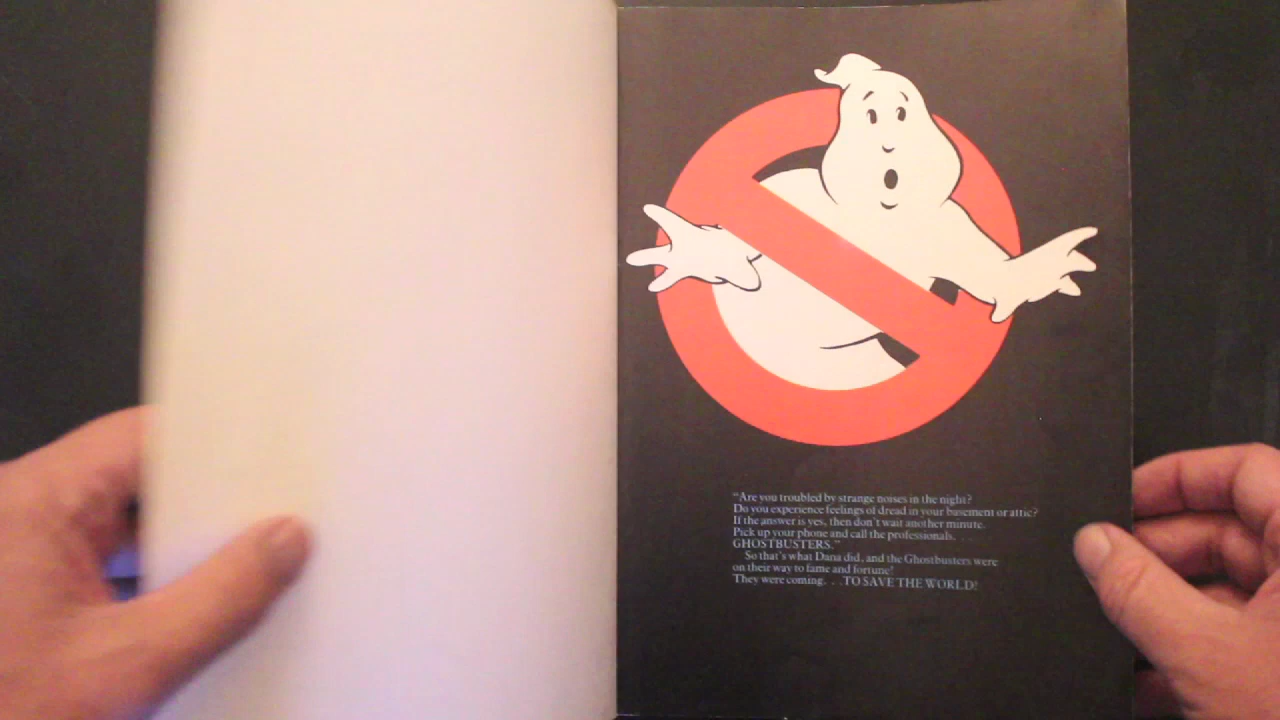 “Are you troubled by strange noises in the night?
Do you experience feelings of dread in your basement or attic?
If the answer is yes, then don't wait another minute.
Pick up your phone and call the professionals. . . .
GHOSTBUSTERS.”
So that's what Dana did, and the Ghostbusters were
on their way to fame and fortune!
They were coming. . .TO SAVE THE WORLD!